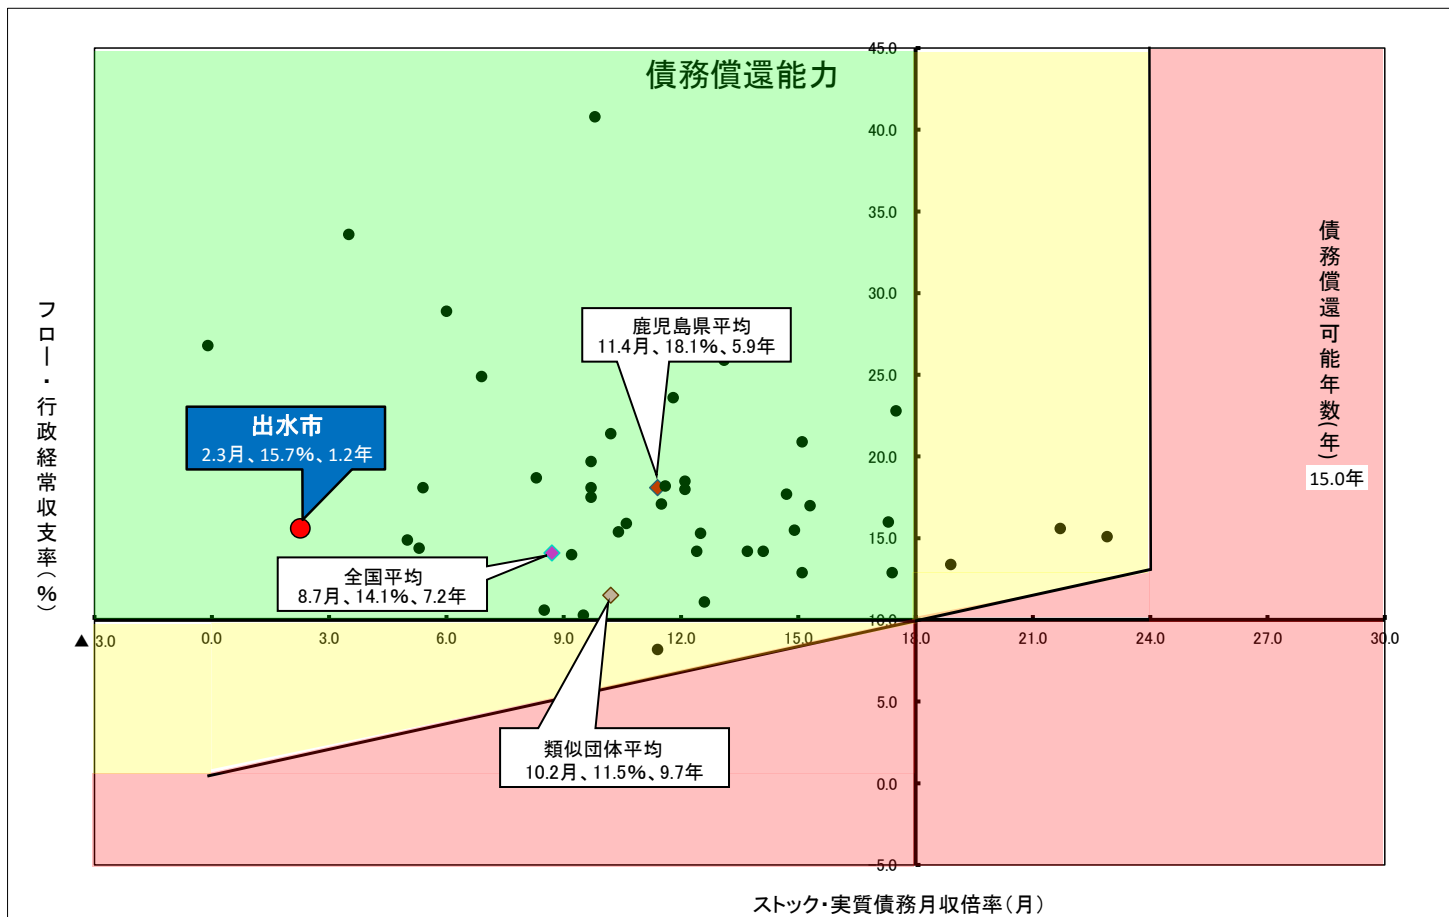 債務償還能力
45.0
40.0
35.0
30.0
25.0
20.0
15.0
10.0
5.0
0.0
-5.0
▲ 3.0
0.0
3.0
6.0
9.0
12.0
15.0
18.0
21.0
24.0
27.0
30.0
フロー・行政経常収支率(%)
ストック・実質債務月収倍率(月)
債務償還可能年数(年)
15.0年
鹿児島県平均
11.4月、18.1%、5.9年
出水市
2.3月、15.7%、1.2年
全国平均
8.7月、14.1%、7.2年
類似団体平均
10.2月、11.5%、9.7年